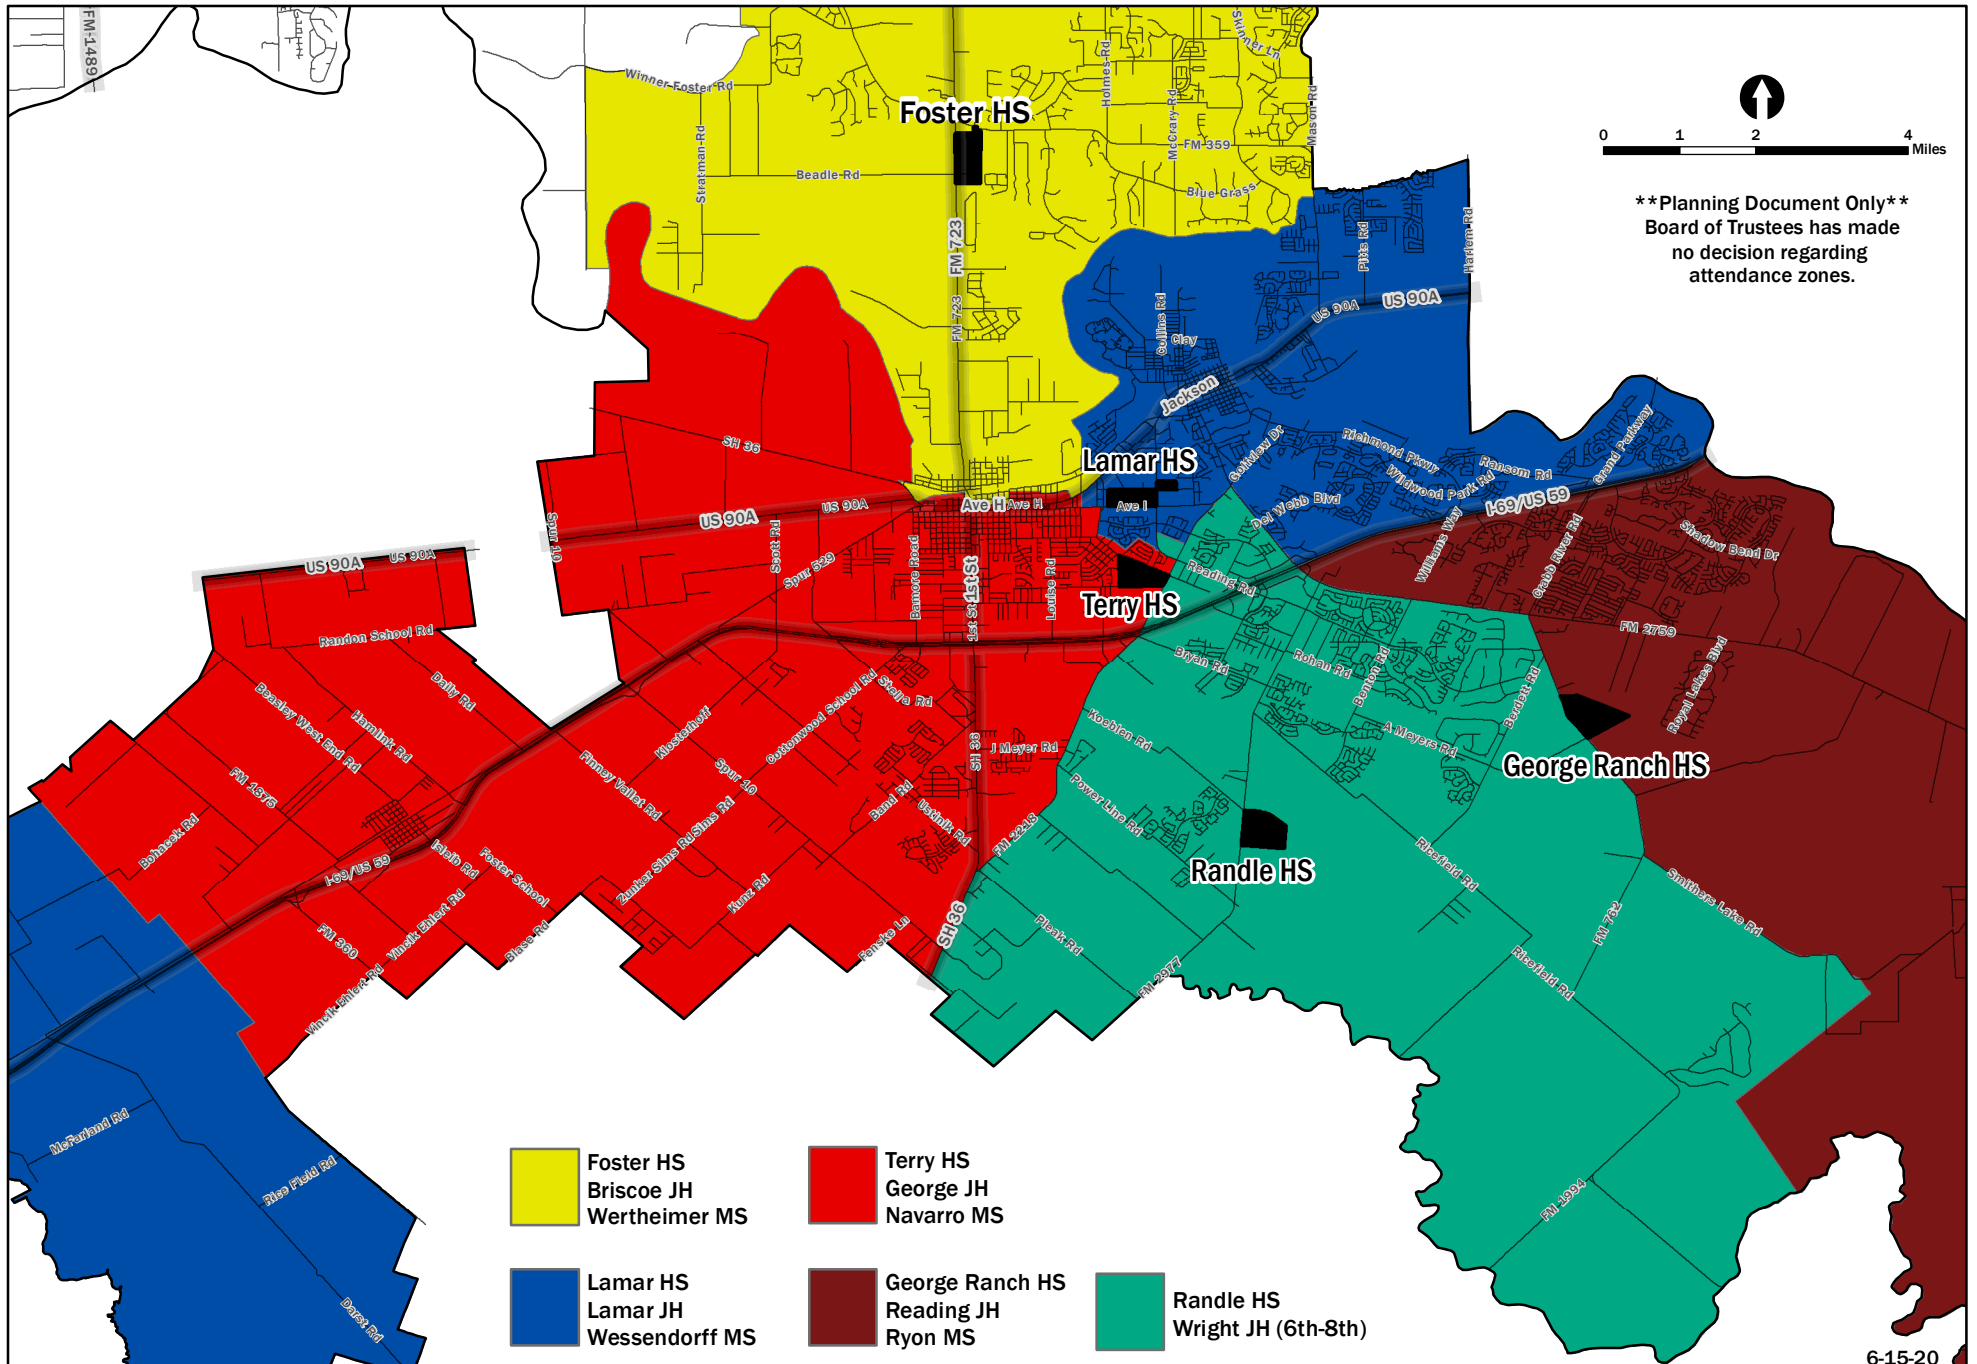 FM-1489
Winner-Foster Rd
Stratman-Rd
Beadle Rd
Foster HS
FM 723
FM 723
Holmes-Rd
McCrary-Rd
Skinner Ln
Mason-Rd
FM 359
Blue Grass
0 1 2 4
Miles
**Planning Document Only**
Board of Trustees has made
no decision regarding
attendance zones.
Pitts Rd
Harlem Rd
US 90A
US 90A
Collins Rd
Clay
Jackson
Golfview Dr
Richmond Pkwy
Ransom Rd
Wildwood Park Rd
Grand Parkway
Del Webb Blvd
I-69/US 59
Lamar HS
Ave I
Ave H
Ave H
SH 36
US 90A
US 90A
Spur 10
Scott Rd
Spur 529
Bamore Road
1st St
1st St
Louise Rd
Terry HS
Reading Rd
Williams Way
Crabb River Rd
Shadow Bend Dr
FM 2759
Royal Lakes Blvd
US 90A
US 90A
Randon School Rd
Daily Rd
Beasley West End Rd
Hamlink Rd
FM 1875
Bohacek Rd
I-69/US 59
Isleib Rd
Foster School
FM 360
Vincik Ehlert Rd
Vincik Ehlert Rd
Blase Rd
Finney Vallet Rd
Klosterhoff
Spur 10
Cottonwood School Rd
Stella Rd
Zunker Sims Rd
Sims Rd
Kunz Rd
Band Rd
Ustinik Rd
Fenske Ln
SH 36
J Meyer Rd
FM 2218
SH 36
Bryan Rd
Rohan Rd
Benton Rd
Berdett Rd
A Meyers Rd
Koeblen Rd
Power Line Rd
George Ranch HS
Randle HS
Pleak Rd
FM 2977
Ricefield Rd
Ricefield Rd
FM 762
Smithers Lake Rd
FM 1994
McFarland Rd
Rice Field Rd
Darst Rd
Foster HS
Briscoe JH
Wertheimer MS
Terry HS
George JH
Navarro MS
Lamar HS
Lamar JH
Wessendorff MS
George Ranch HS
Reading JH
Ryon MS
Randle HS
Wright JH (6th-8th)
6-15-20